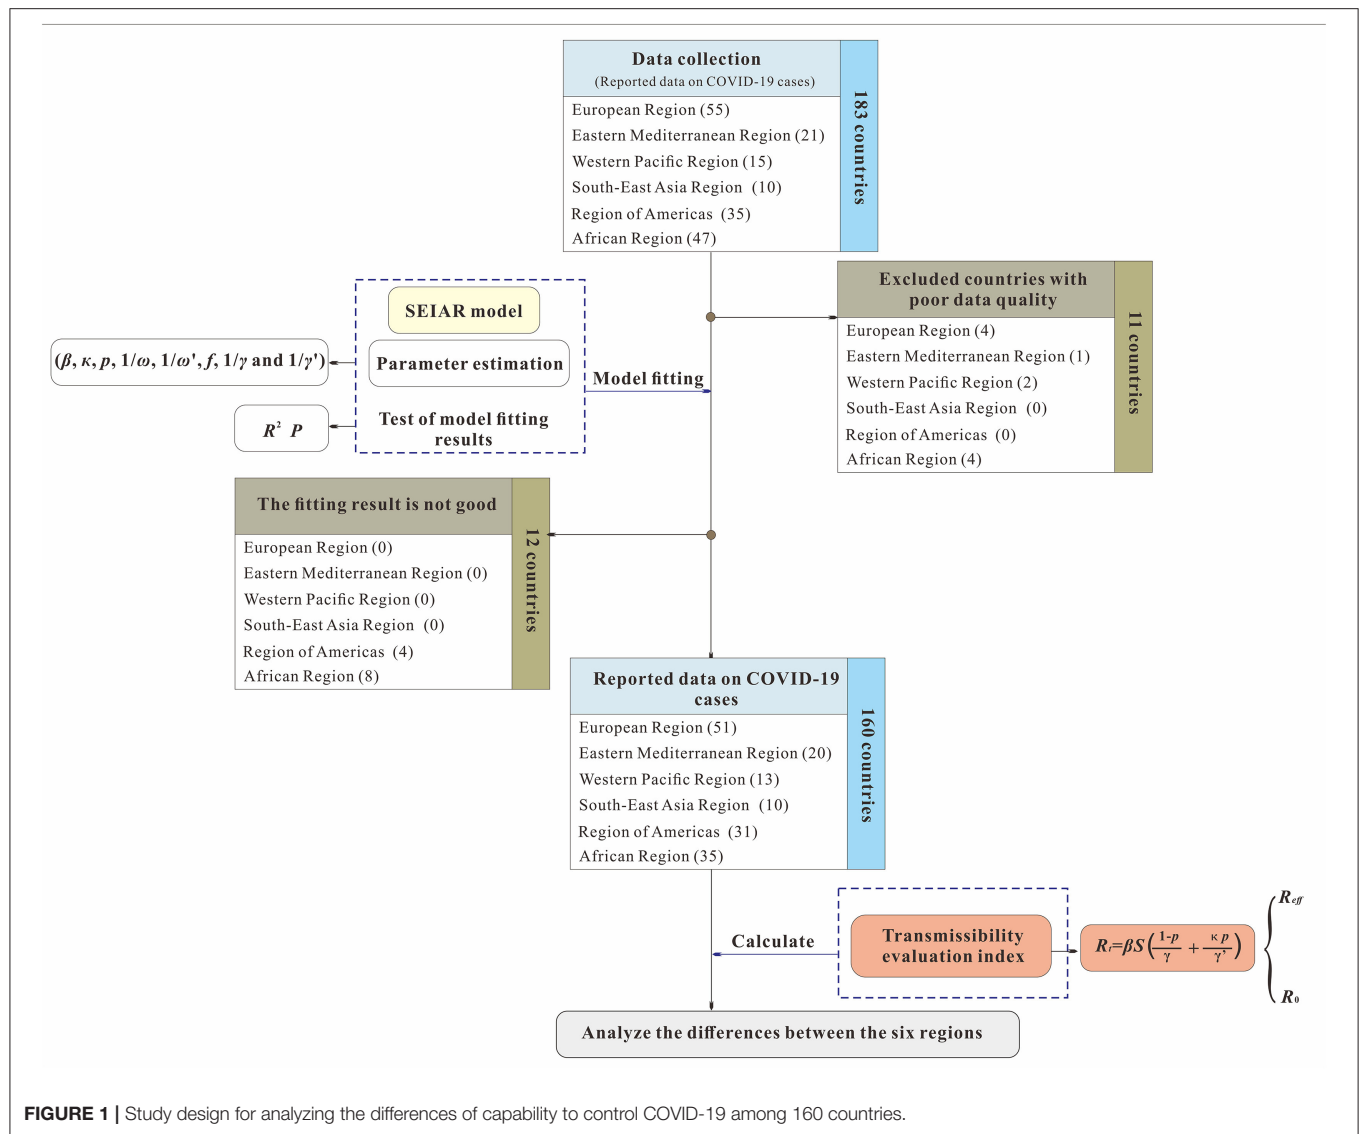 Data collection
(Reported data on COVID-19 cases)
European Region (55)
Eastern Mediterranean Region (21)
Western Pacific Region (15)
South-East Asia Region (10)
Region of Americas (35)
African Region (47)
183 countries
Excluded countries with
poor data quality
European Region (4)
Eastern Mediterranean Region (1)
Western Pacific Region (2)
South-East Asia Region (0)
Region of Americas (0)
African Region (4)
11 countries
SEIAR model
Parameter estimation
Test of model fitting
results
(β, κ, p, 1/ω, 1/ω', f, 1/γ and 1/γ')
R² P
Model fitting
The fitting result is not good
European Region (0)
Eastern Mediterranean Region (0)
Western Pacific Region (0)
South-East Asia Region (0)
Region of Americas (4)
African Region (8)
12 countries
Reported data on COVID-19
cases
European Region (51)
Eastern Mediterranean Region (20)
Western Pacific Region (13)
South-East Asia Region (10)
Region of Americas (31)
African Region (35)
160 countries
Calculate
Transmissibility
evaluation index
Rₜ=βS(1-p/γ + κp/γ')
R_eff
R₀
Analyze the differences between the six regions
FIGURE 1 | Study design for analyzing the differences of capability to control COVID-19 among 160 countries.